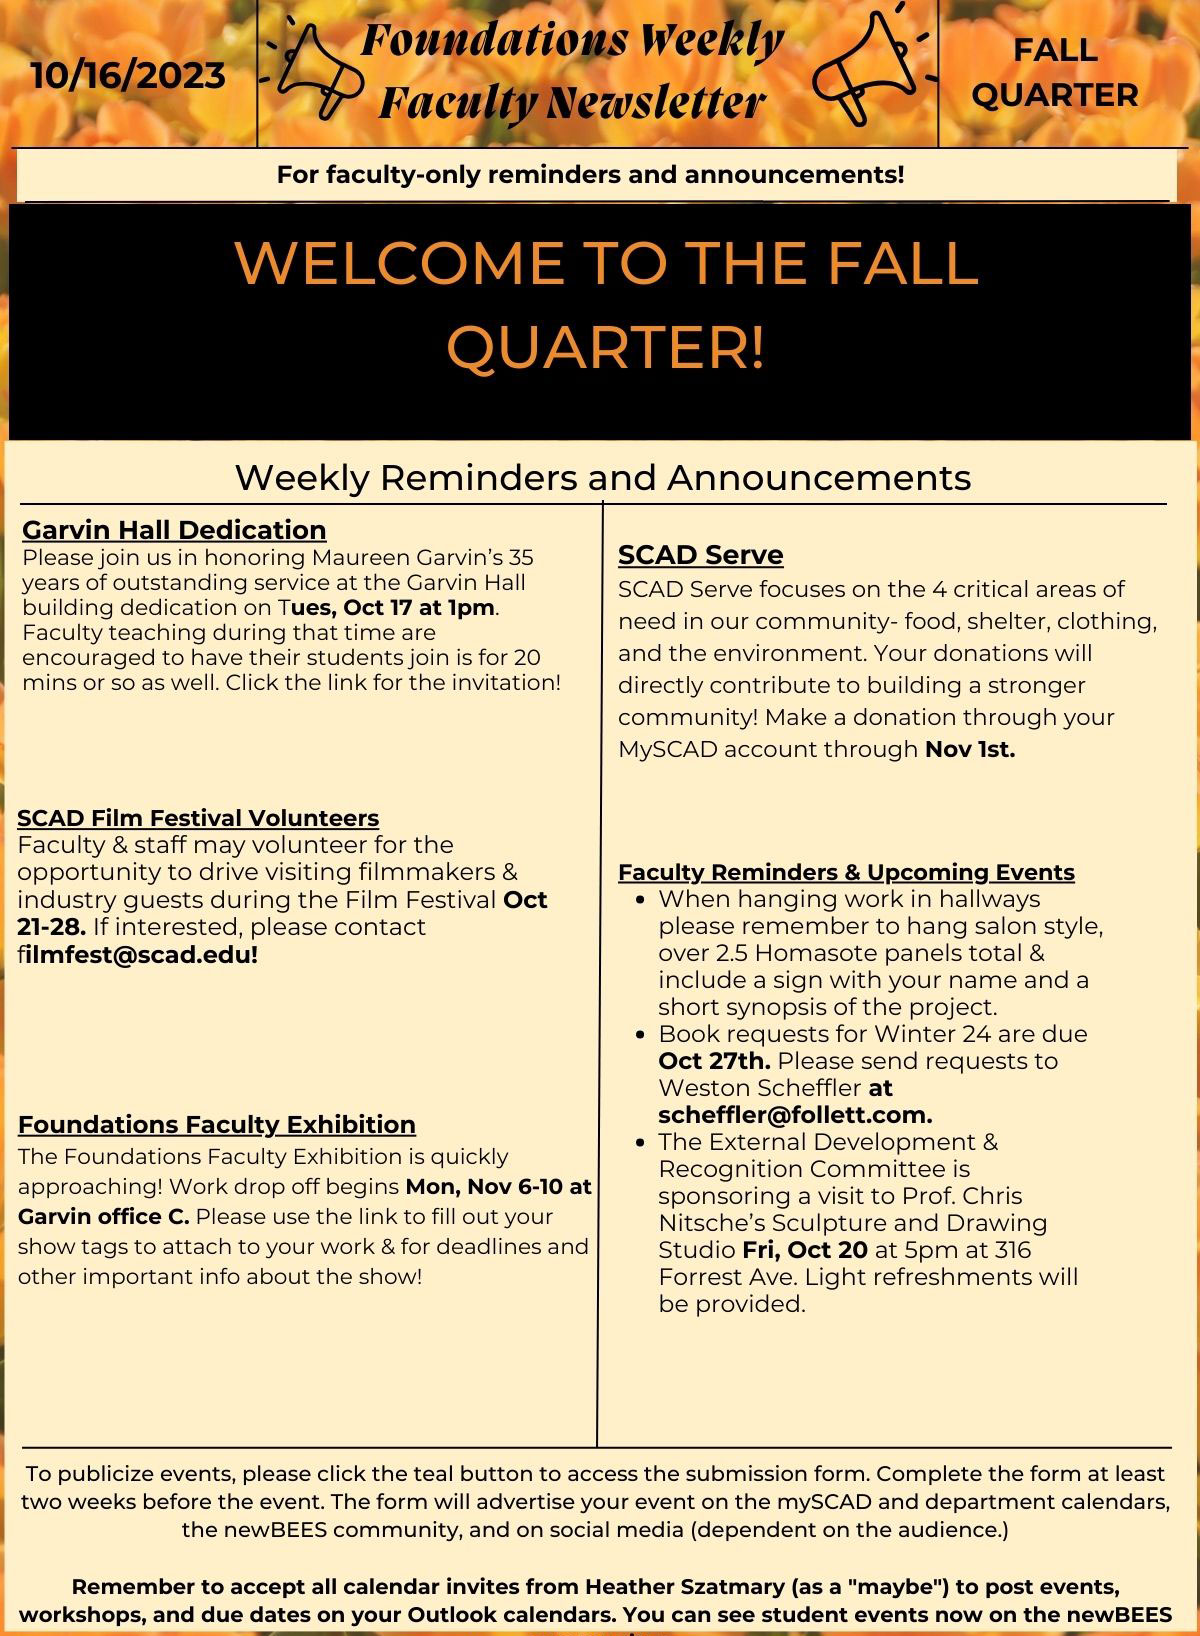 10/16/2023
Foundations Weekly
Faculty Newsletter
FALL
QUARTER
For faculty-only reminders and announcements!
WELCOME TO THE FALL
QUARTER!
Weekly Reminders and Announcements
Garvin Hall Dedication
Please join us in honoring Maureen Garvin's 35
years of outstanding service at the Garvin Hall
building dedication on Tues, Oct 17 at 1pm.
Faculty teaching during that time are
encouraged to have their students join is for 20
mins or so as well. Click the link for the invitation!
SCAD Film Festival Volunteers
Faculty & staff may volunteer for the
opportunity to drive visiting filmmakers &
industry guests during the Film Festival Oct
21-28. If interested, please contact
filmfest@scad.edu!
Foundations Faculty Exhibition
The Foundations Faculty Exhibition is quickly
approaching! Work drop off begins Mon, Nov 6-10 at
Garvin office C. Please use the link to fill out your
show tags to attach to your work & for deadlines and
other important info about the show!
SCAD Serve
SCAD Serve focuses on the 4 critical areas of
need in our community- food, shelter, clothing,
and the environment. Your donations will
directly contribute to building a stronger
community! Make a donation through your
MySCAD account through Nov 1st.
Faculty Reminders & Upcoming Events
• When hanging work in hallways
please remember to hang salon style,
over 2.5 Homasote panels total &
include a sign with your name and a
short synopsis of the project.
• Book requests for Winter 24 are due
Oct 27th. Please send requests to
Weston Scheffler at
scheffler@follett.com.
• The External Development &
Recognition Committee is
sponsoring a visit to Prof. Chris
Nitsche's Sculpture and Drawing
Studio Fri, Oct 20 at 5pm at 316
Forrest Ave. Light refreshments will
be provided.
To publicize events, please click the teal button to access the submission form. Complete the form at least
two weeks before the event. The form will advertise your event on the mySCAD and department calendars,
the newBEES community, and on social media (dependent on the audience.)
Remember to accept all calendar invites from Heather Szatmary (as a "maybe") to post events,
workshops, and due dates on your Outlook calendars. You can see student events now on the newBEES